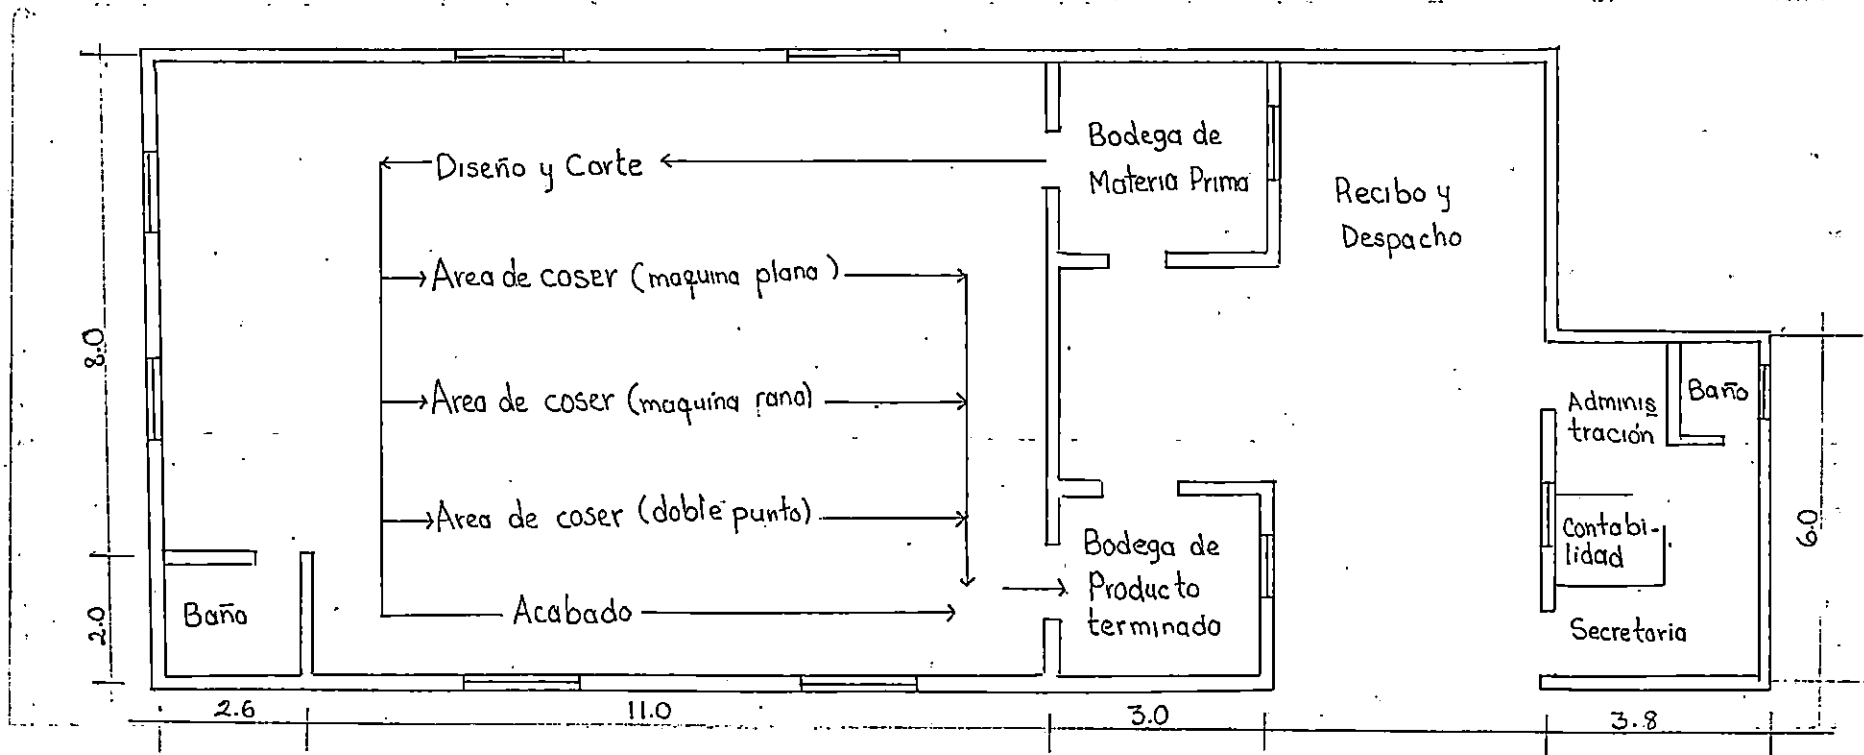 Bodega de
Materia Prima
Diseño y Corte
Recibo y
Despacho
Area de coser (maquina plana)
8.0
Area de coser (maquina rana)
Adminis
tración
Baño
Area de coser (doble punto)
Contabi-
lidad
6.0
Bodega de
Producto
terminado
Baño
2.0
Acabado
Secretaria
2.6
11.0
3.0
3.8